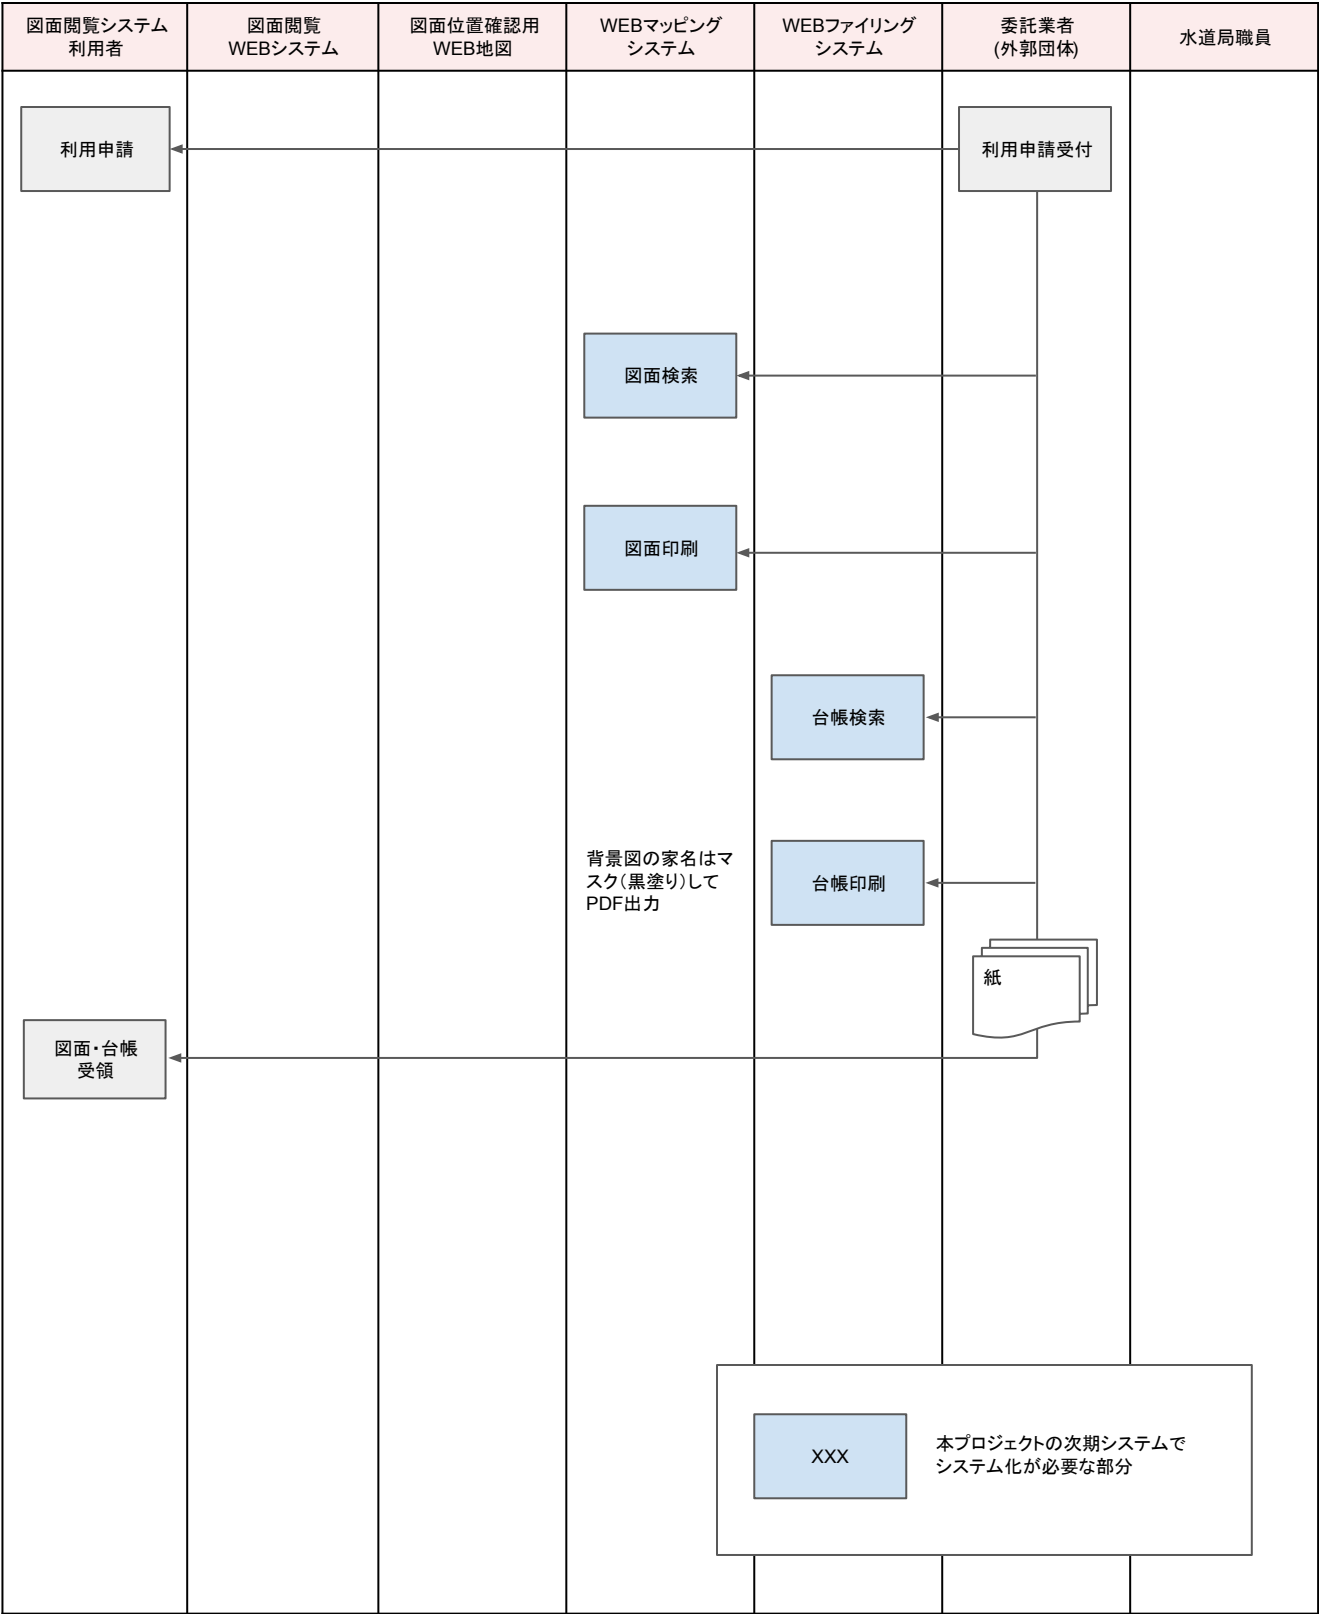 図面閲覧システム
利用者
図面閲覧
WEBシステム
図面位置確認用
WEB地図
WEBマッピング
システム
WEBファイリング
システム
委託業者
(外郭団体)
水道局職員
利用申請
利用申請受付
図面検索
図面印刷
台帳検索
背景図の家名はマ
スク(黒塗り)して
PDF出力
台帳印刷
紙
図面・台帳
受領
XXX
本プロジェクトの次期システムで
システム化が必要な部分